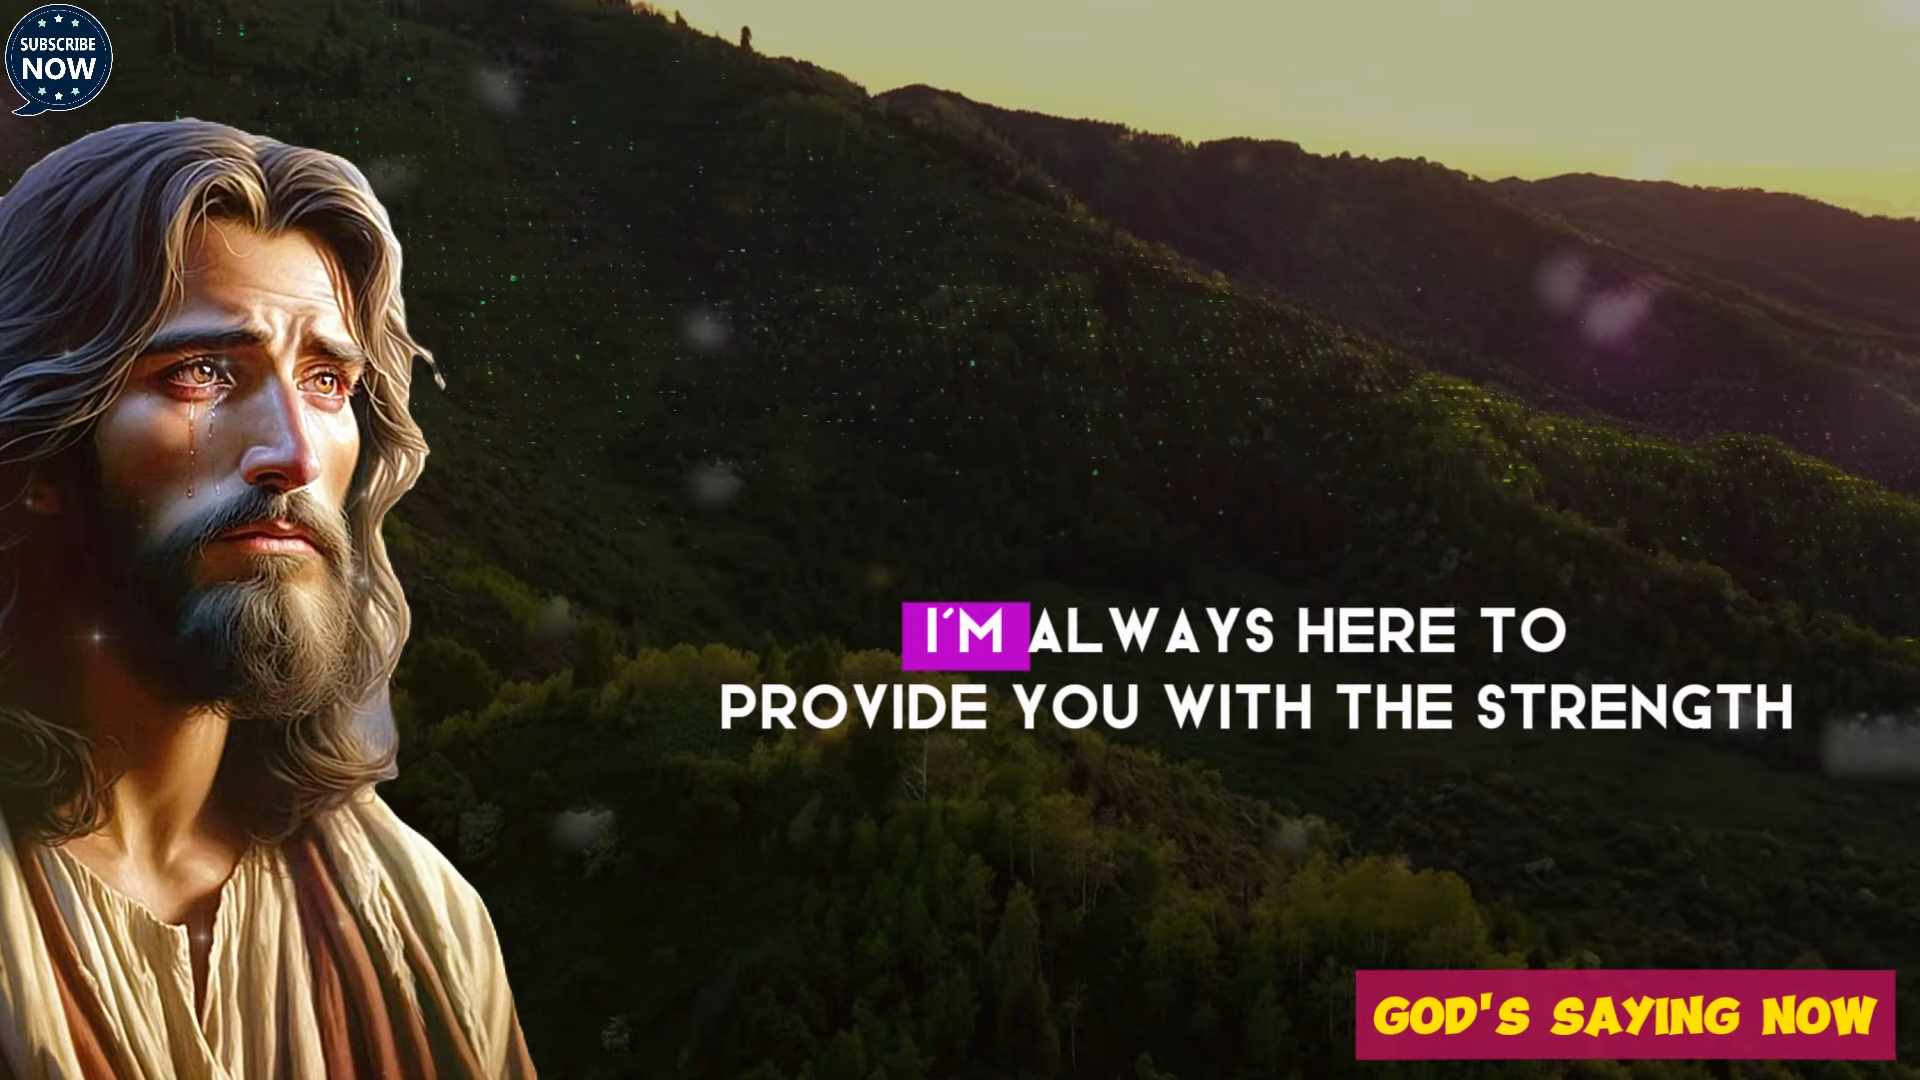 SUBSCRIBE
NOW
I'M ALWAYS HERE TO
PROVIDE YOU WITH THE STRENGTH
GOD'S SAYING NOW